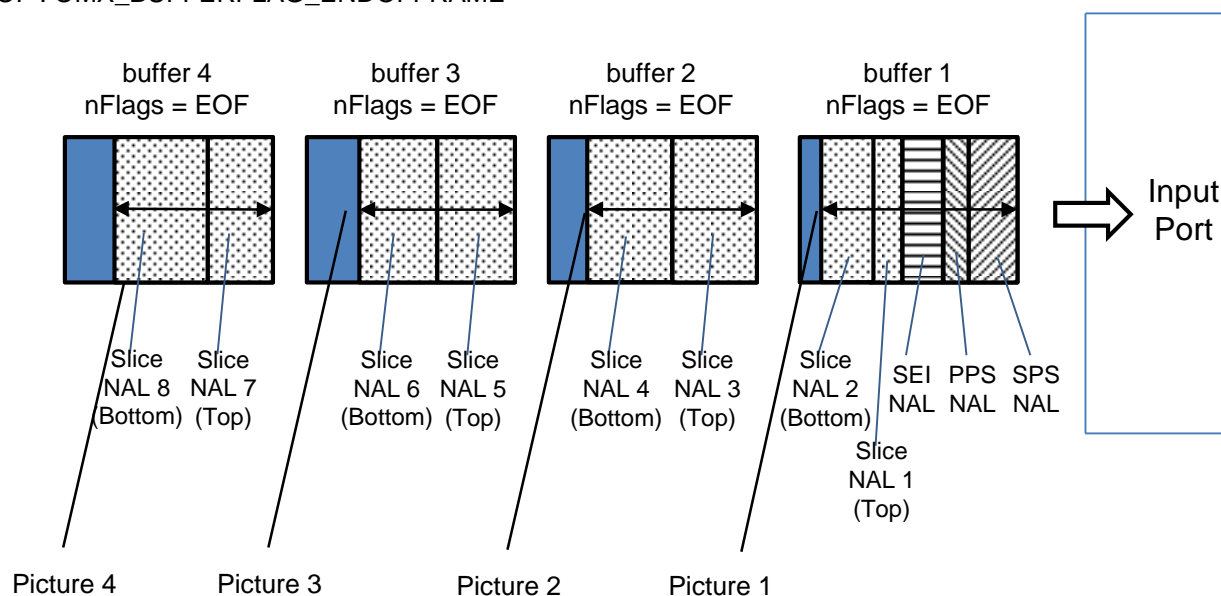 buffer 4
nFlags = EOF
buffer 3
nFlags = EOF
buffer 2
nFlags = EOF
buffer 1
nFlags = EOF
Input
Port
Slice
NAL 8
(Bottom)
Slice
NAL 7
(Top)
Slice
NAL 6
(Bottom)
Slice
NAL 5
(Top)
Slice
NAL 4
(Bottom)
Slice
NAL 3
(Top)
Slice
NAL 2
(Bottom)
Slice
NAL 1
(Top)
SEI
NAL
PPS
NAL
SPS
NAL
Picture 4
Picture 3
Picture 2
Picture 1